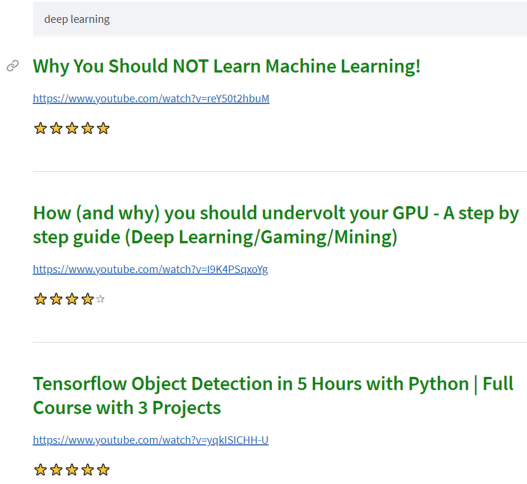 deep learning
Why You Should NOT Learn Machine Learning!
https://www.youtube.com/watch?v=reY50t2hbuM
How (and why) you should undervolt your GPU - A step by
step guide (Deep Learning/Gaming/Mining)
https://www.youtube.com/watch?v=I9K4PSqxoYg
Tensorflow Object Detection in 5 Hours with Python | Full
Course with 3 Projects
https://www.youtube.com/watch?v=yqkISICHH-U